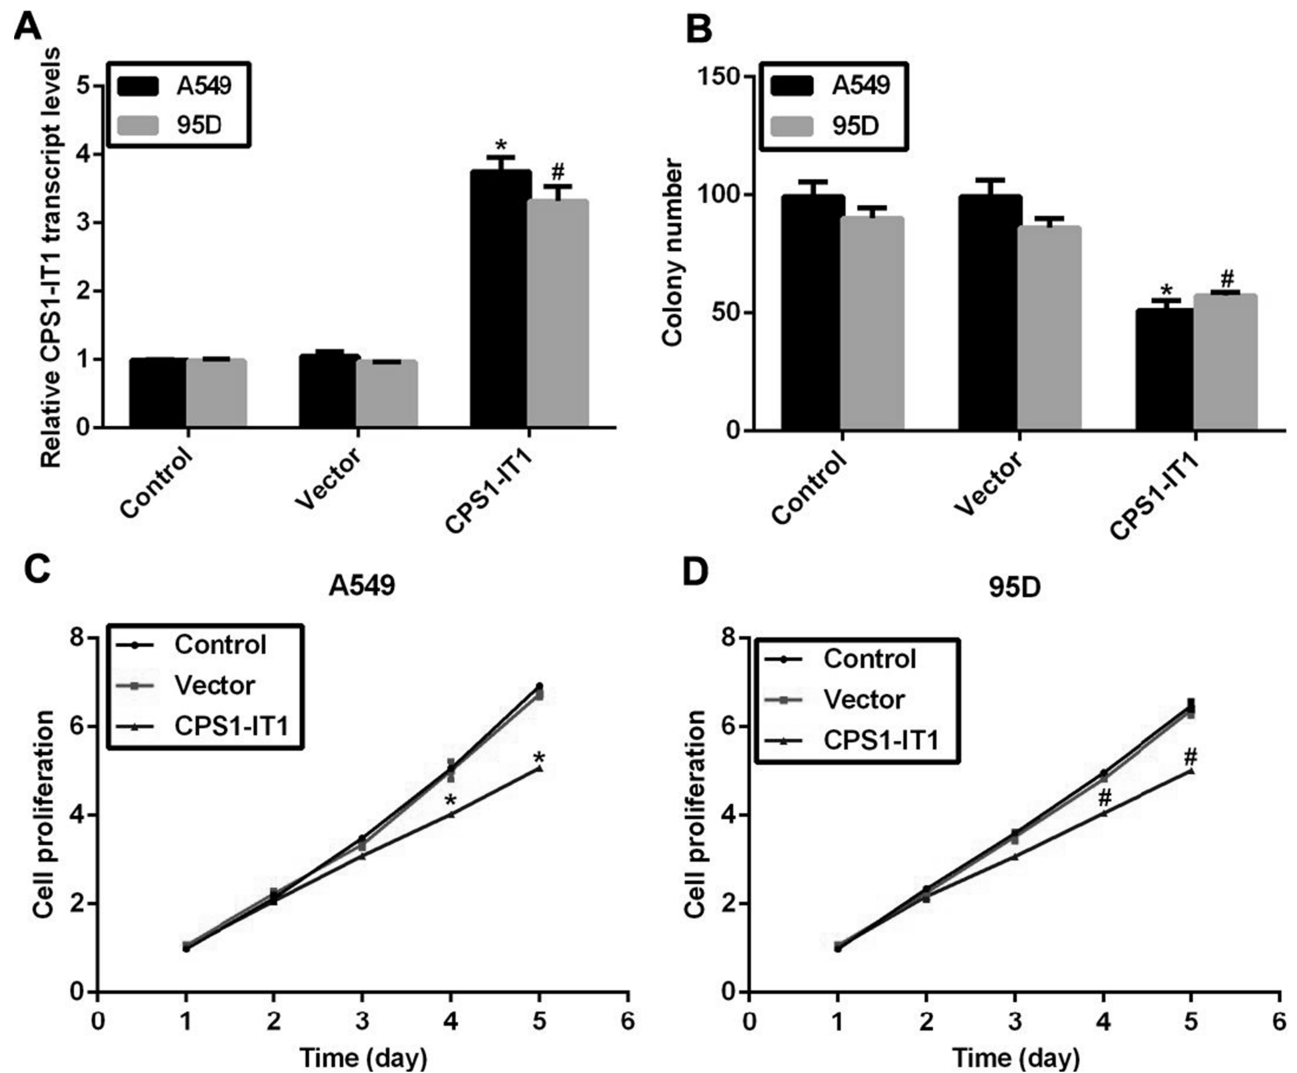 A
Relative CPS1-IT1 transcript levels
5
4
3
2
1
0
A549
95D
*
#
Control
Vector
CPS1-IT1
B
Colony number
150
100
50
0
A549
95D
*
#
Control
Vector
CPS1-IT1
C
A549
Cell proliferation
8
6
4
2
0
Control
Vector
CPS1-IT1
*
*
0 1 2 3 4 5 6
Time (day)
D
95D
Cell proliferation
8
6
4
2
0
Control
Vector
CPS1-IT1
#
#
0 1 2 3 4 5 6
Time (day)